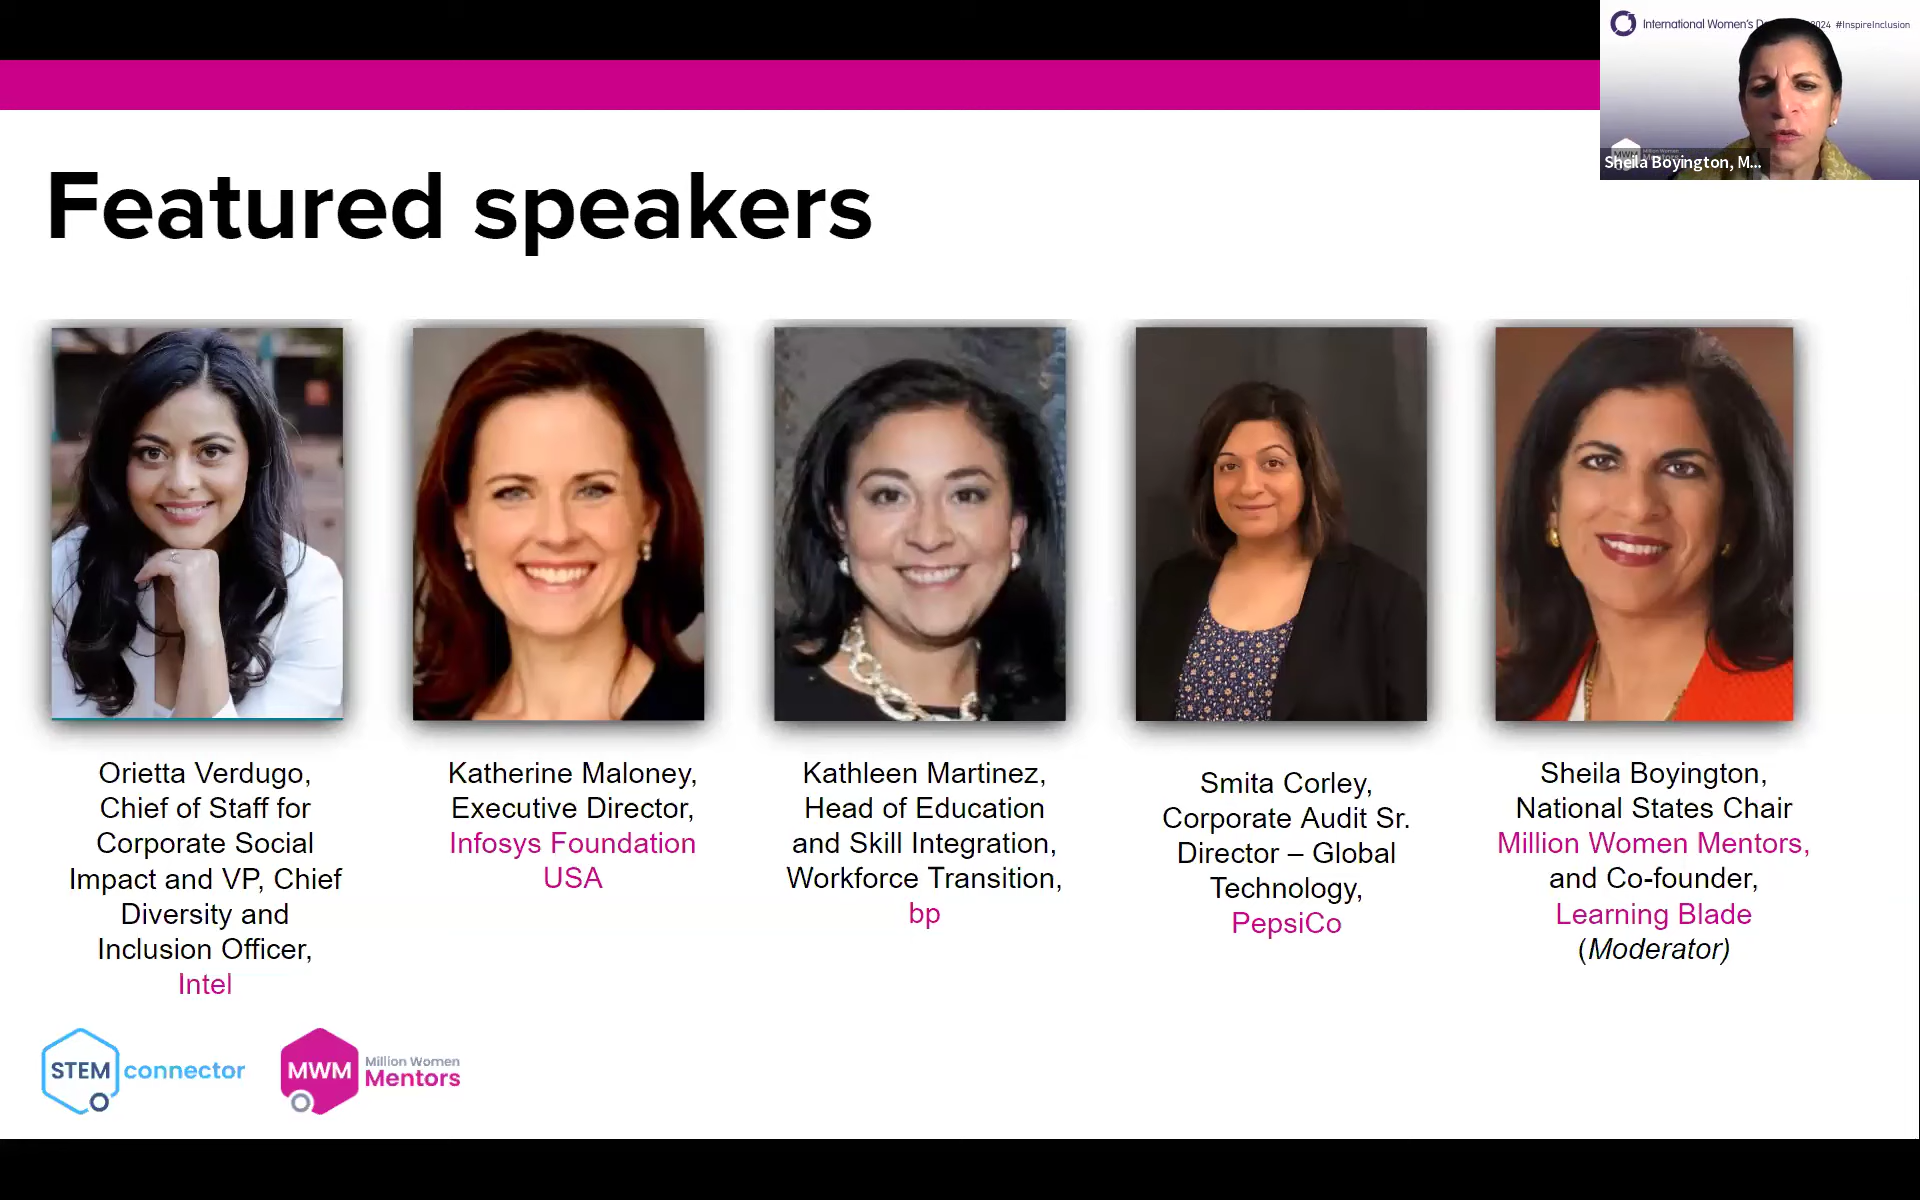 International Women's D 2024 #InspireInclusion
MWM
Sheila Boyington, M...
Featured speakers
Orietta Verdugo,
Chief of Staff for
Corporate Social
Impact and VP, Chief
Diversity and
Inclusion Officer,
Intel
Katherine Maloney,
Executive Director,
Infosys Foundation
USA
Kathleen Martinez,
Head of Education
and Skill Integration,
Workforce Transition,
bp
Smita Corley,
Corporate Audit Sr.
Director – Global
Technology,
PepsiCo
Sheila Boyington,
National States Chair
Million Women Mentors,
and Co-founder,
Learning Blade
(Moderator)
STEM connector
MWM Million Women
Mentors